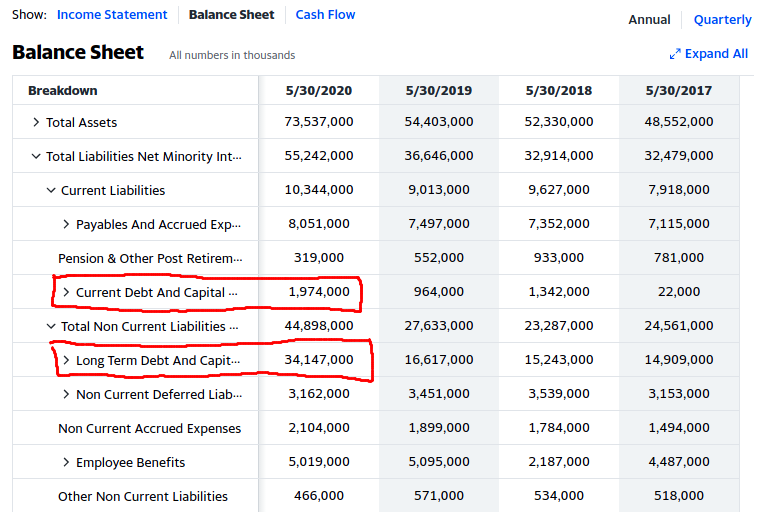 Show: Income Statement Balance Sheet Cash Flow Annual Quarterly
Balance Sheet All numbers in thousands Expand All
Breakdown 5/30/2020 5/30/2019 5/30/2018 5/30/2017
Total Assets 73,537,000 54,403,000 52,330,000 48,552,000
Total Liabilities Net Minority Int... 55,242,000 36,646,000 32,914,000 32,479,000
Current Liabilities 10,344,000 9,013,000 9,627,000 7,918,000
Payables And Accrued Exp... 8,051,000 7,497,000 7,352,000 7,115,000
Pension & Other Post Retirem... 319,000 552,000 933,000 781,000
Current Debt And Capital ... 1,974,000 964,000 1,342,000 22,000
Total Non Current Liabilities ... 44,898,000 27,633,000 23,287,000 24,561,000
Long Term Debt And Capit... 34,147,000 16,617,000 15,243,000 14,909,000
Non Current Deferred Liab... 3,162,000 3,451,000 3,539,000 3,153,000
Non Current Accrued Expenses 2,104,000 1,899,000 1,784,000 1,494,000
Employee Benefits 5,019,000 5,095,000 2,187,000 4,487,000
Other Non Current Liabilities 466,000 571,000 534,000 518,000